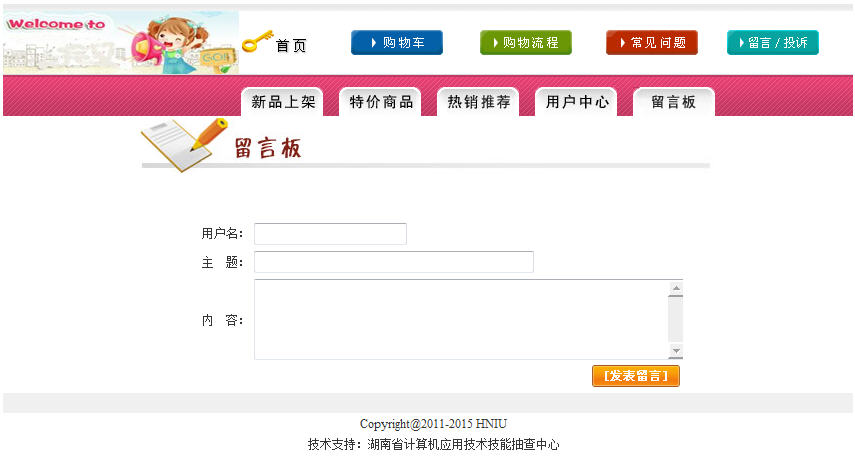 Welcome to
GO!
首页
购物车
购物流程
常见问题
留言/投诉
新品上架
特价商品
热销推荐
用户中心
留言板
留言板
用户名：
主 题：
内 容：
[发表留言]
Copyright@2011-2015 HNIU
技术支持：湖南省计算机应用技术技能抽查中心